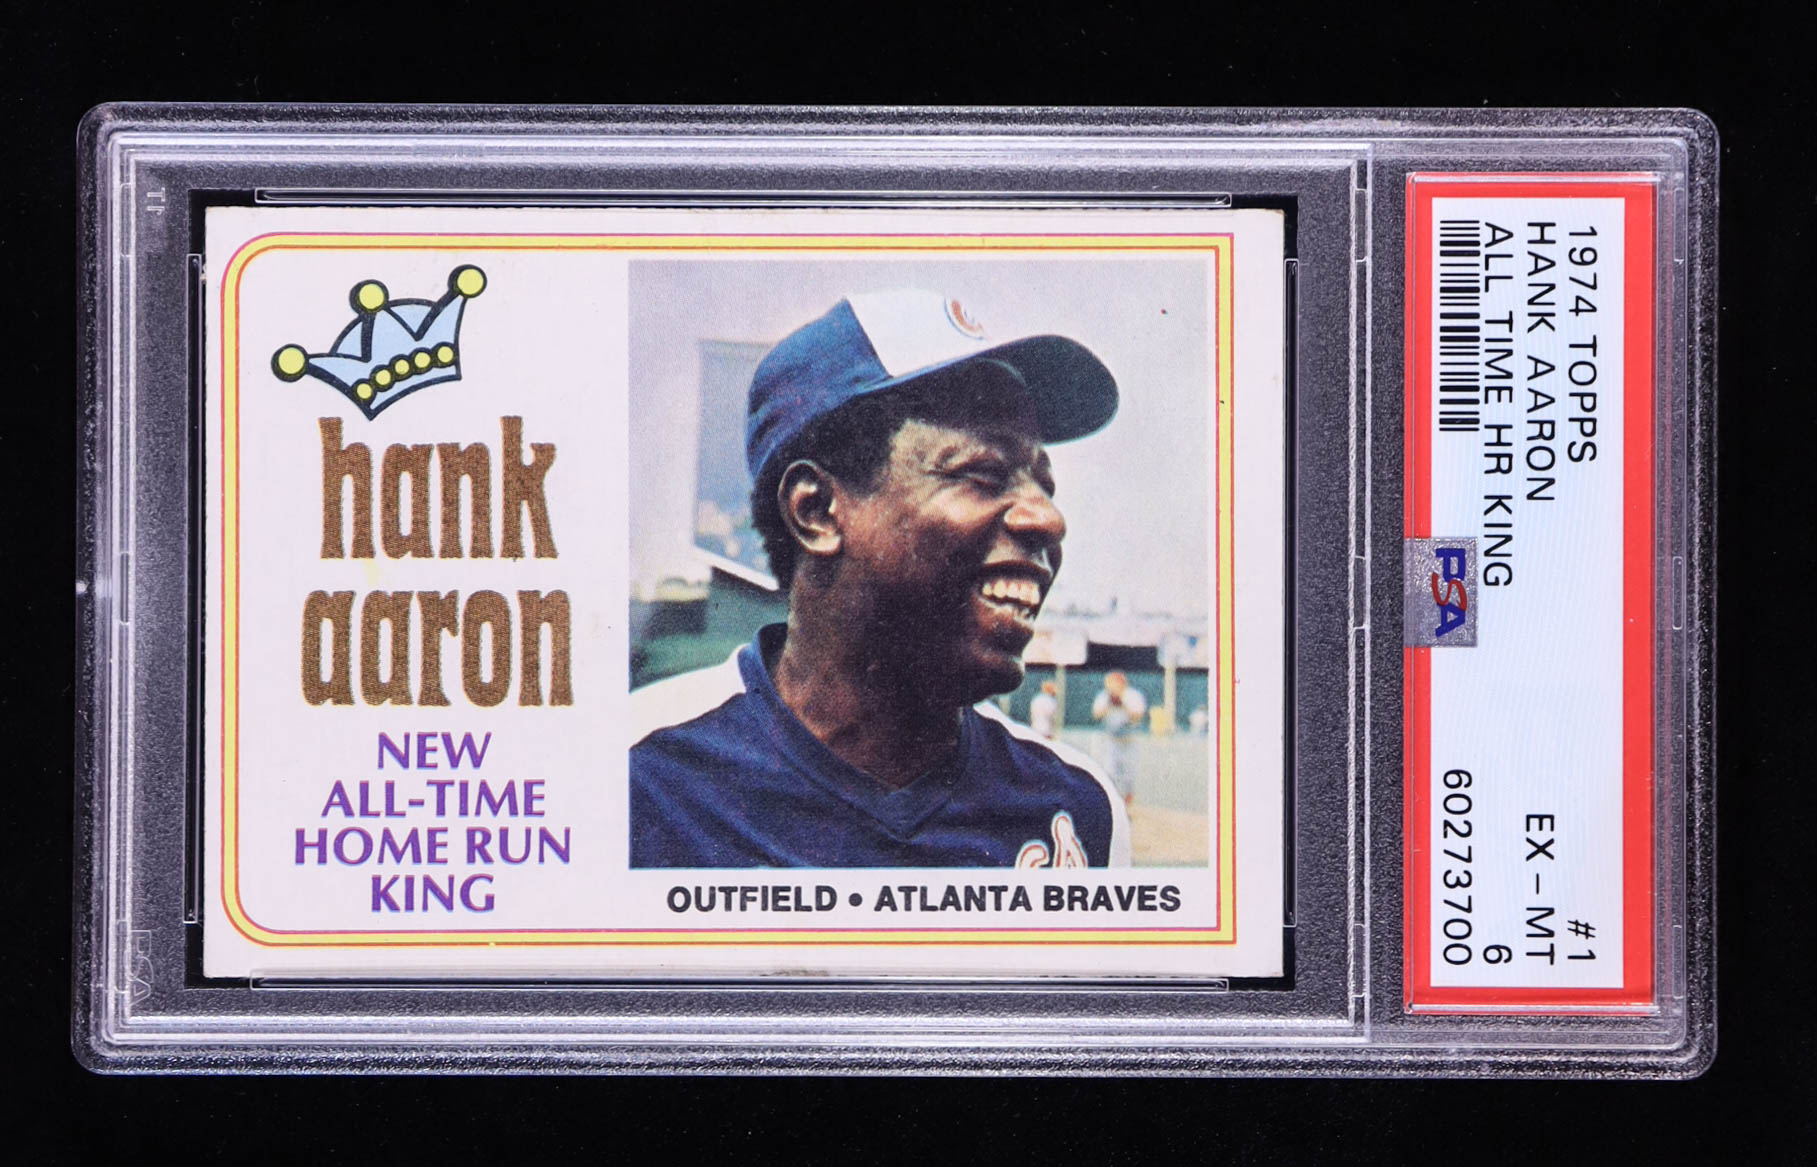 hank
aaron
NEW
ALL-TIME
HOME RUN
KING
OUTFIELD • ATLANTA BRAVES
1974 TOPPS #1
HANK AARON EX-MT
ALL TIME HR KING 6
60273700
PSA